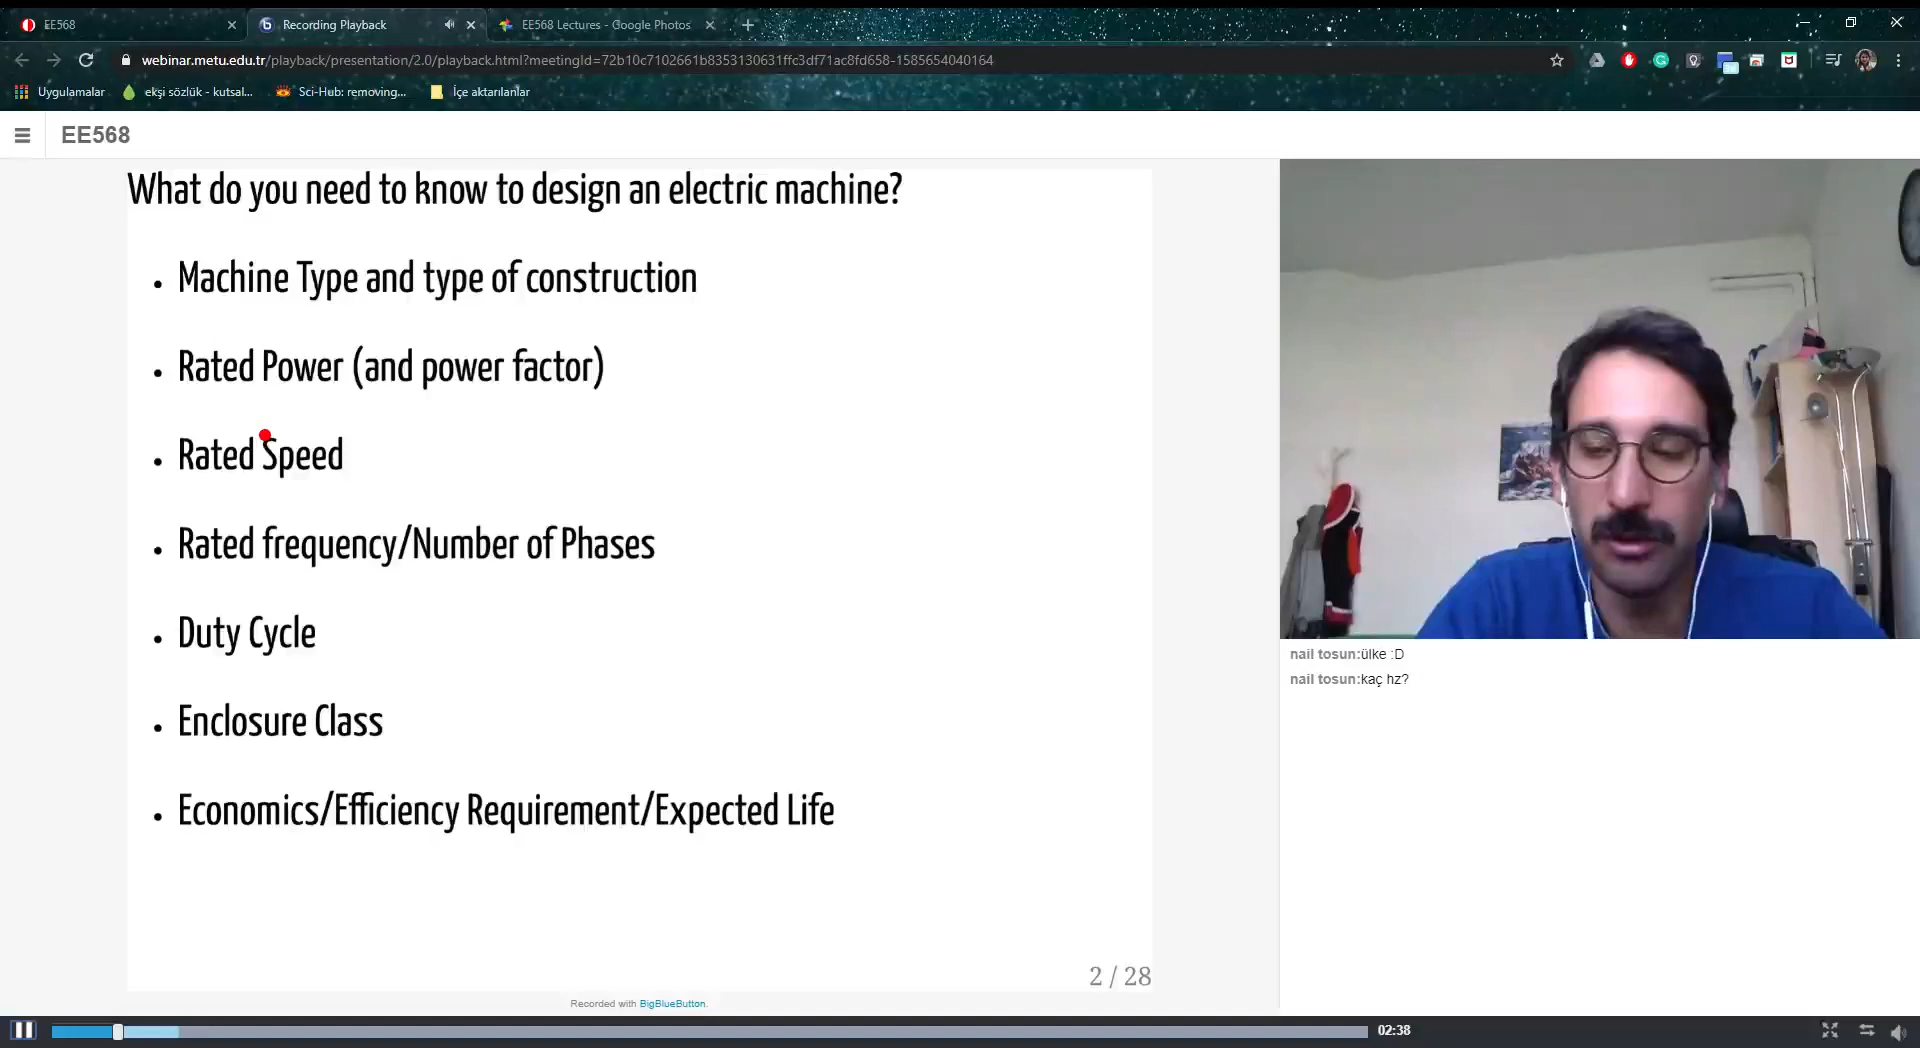 EE568
Recording Playback
EE568 Lectures - Google Photos
webinar.metu.edu.tr/playback/presentation/2.0/playback.html?meetingId=72b10c7102661b8353130631ffc3df71ac8fd658-1585654040164
Uygulamalar
ekşi sözlük - kutsal...
Sci-Hub: removing...
İçe aktarılanlar
EE568
What do you need to know to design an electric machine?
• Machine Type and type of construction
• Rated Power (and power factor)
• Rated Speed
• Rated frequency/Number of Phases
• Duty Cycle
• Enclosure Class
• Economics/Efficiency Requirement/Expected Life
2 / 28
Recorded with BigBlueButton.
nail tosun:ülke :D
nail tosun:kaç hz?
02:38